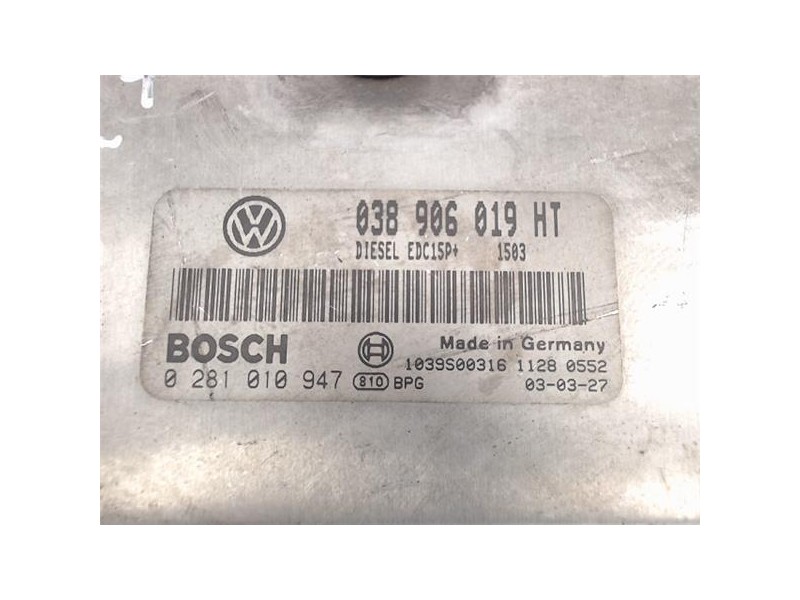 038 906 019 HT
DIESEL EDC15P+ 1503
BOSCH
Made in Germany
1039S00316 1128 0552
0 281 010 947 810 BPG 03-03-27